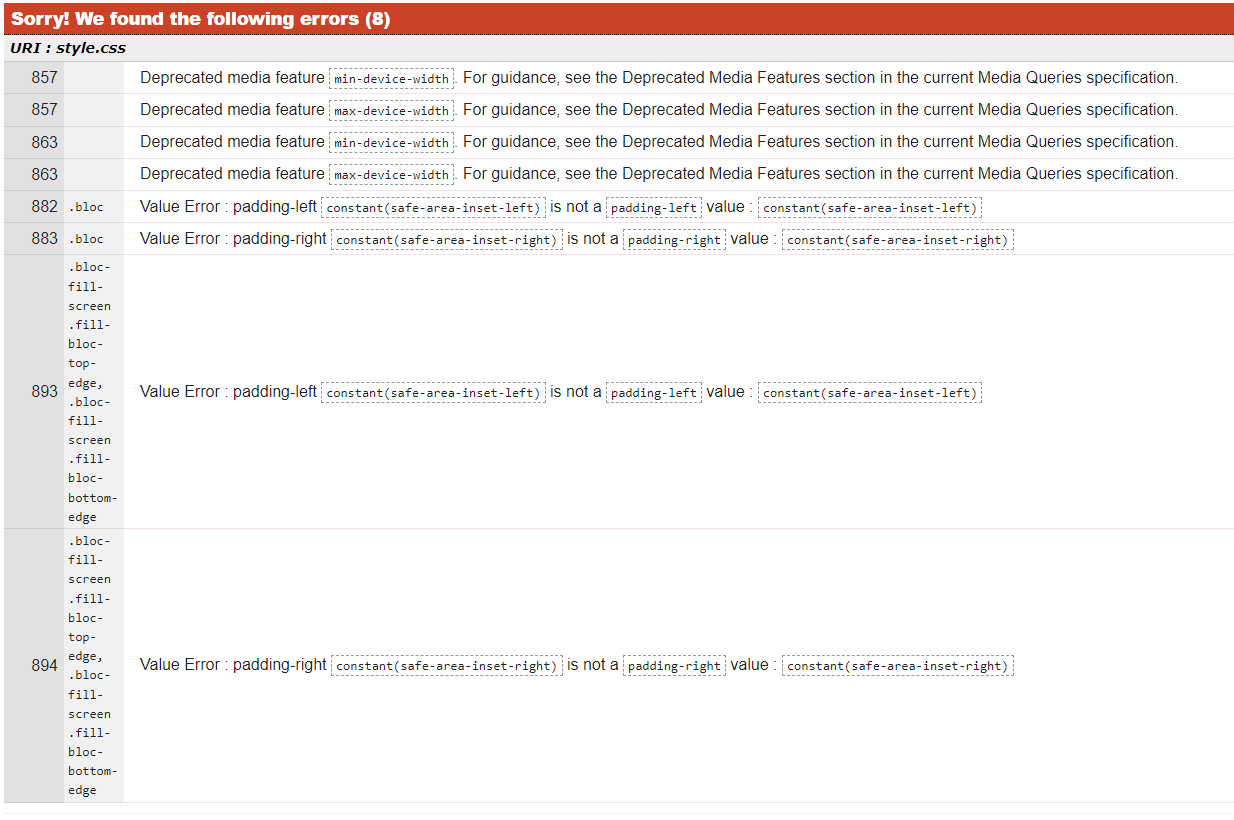 Sorry! We found the following errors (8)
URI : style.css
857 Deprecated media feature min-device-width. For guidance, see the Deprecated Media Features section in the current Media Queries specification.
857 Deprecated media feature max-device-width. For guidance, see the Deprecated Media Features section in the current Media Queries specification.
863 Deprecated media feature min-device-width. For guidance, see the Deprecated Media Features section in the current Media Queries specification.
863 Deprecated media feature max-device-width. For guidance, see the Deprecated Media Features section in the current Media Queries specification.
882 .bloc Value Error : padding-left constant(safe-area-inset-left) is not a padding-left value : constant(safe-area-inset-left)
883 .bloc Value Error : padding-right constant(safe-area-inset-right) is not a padding-right value : constant(safe-area-inset-right)
893
.bloc-
fill-
screen
.fill-
bloc-
top-
edge,
.bloc-
fill-
screen
.fill-
bloc-
bottom-
edge
Value Error : padding-left constant(safe-area-inset-left) is not a padding-left value : constant(safe-area-inset-left)
894
.bloc-
fill-
screen
.fill-
bloc-
top-
edge,
.bloc-
fill-
screen
.fill-
bloc-
bottom-
edge
Value Error : padding-right constant(safe-area-inset-right) is not a padding-right value : constant(safe-area-inset-right)